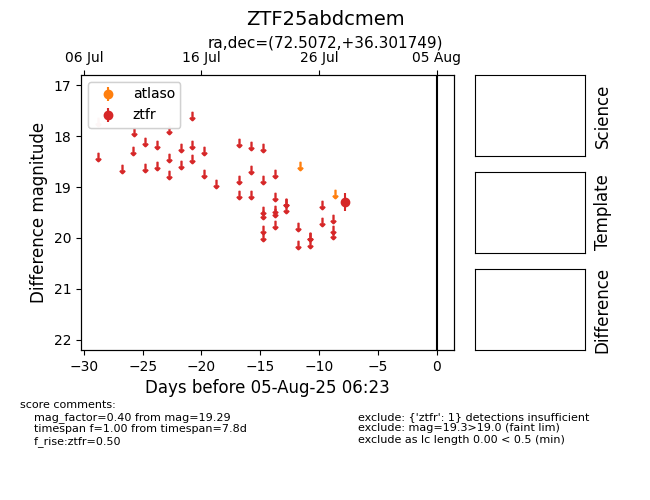 ZTF25abdcmem
ra,dec=(72.5072,+36.301749)
06 Jul 16 Jul 26 Jul 05 Aug
atlaso
ztfr
17
18
19
20
21
22
Difference magnitude
−30 −25 −20 −15 −10 −5 0
Days before 05-Aug-25 06:23
Science
Template
Difference
score comments:
mag_factor=0.40 from mag=19.29
timespan f=1.00 from timespan=7.8d
f_rise:ztfr=0.50
exclude: {'ztfr': 1} detections insufficient
exclude: mag=19.3>19.0 (faint lim)
exclude as lc length 0.00 < 0.5 (min)